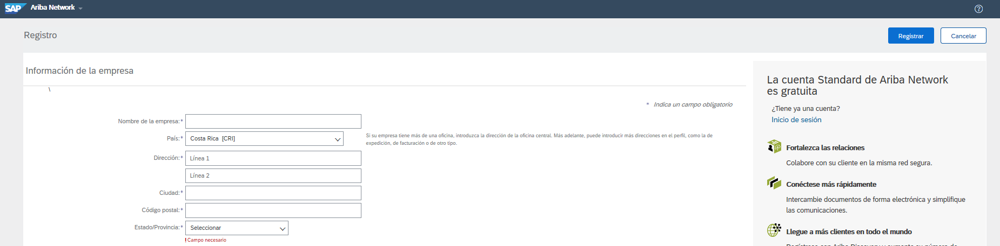 SAP Ariba Network
Registro
Registrar
Cancelar
Información de la empresa
\
* Indica un campo obligatorio
Nombre de la empresa:*
País:* Costa Rica [CRI]
Si su empresa tiene más de una oficina, introduzca la dirección de la oficina central. Más adelante, puede introducir más direcciones en el perfil, como la de
expedición, de facturación o de otro tipo.
Dirección:* Línea 1
Línea 2
Ciudad:*
Código postal:*
Estado/Provincia:* Seleccionar
! Campo necesario
La cuenta Standard de Ariba Network
es gratuita
¿Tiene ya una cuenta?
Inicio de sesión
Fortalezca las relaciones
Colabore con su cliente en la misma red segura.
Conéctese más rápidamente
Intercambie documentos de forma electrónica y simplifique
las comunicaciones.
Llegue a más clientes en todo el mundo